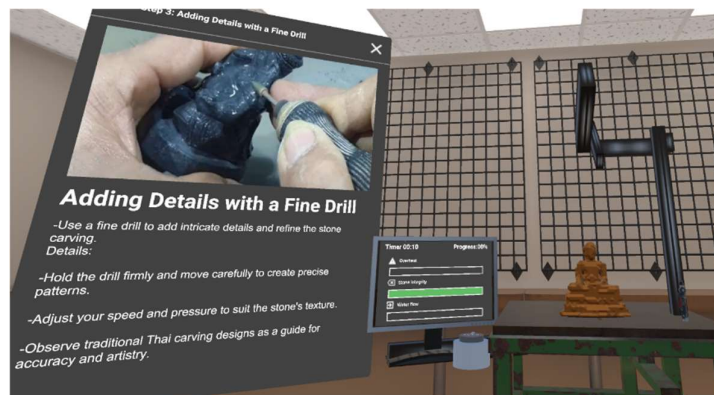 Step 3: Adding Details with a Fine Drill
Adding Details with a Fine Drill
-Use a fine drill to add intricate details and refine the stone
carving.
Details:
-Hold the drill firmly and move carefully to create precise
patterns.
-Adjust your speed and pressure to suit the stone's texture.
-Observe traditional Thai carving designs as a guide for
accuracy and artistry.
Timer 00:10 Progress:
Overheat
Stone Integrity
Water flow